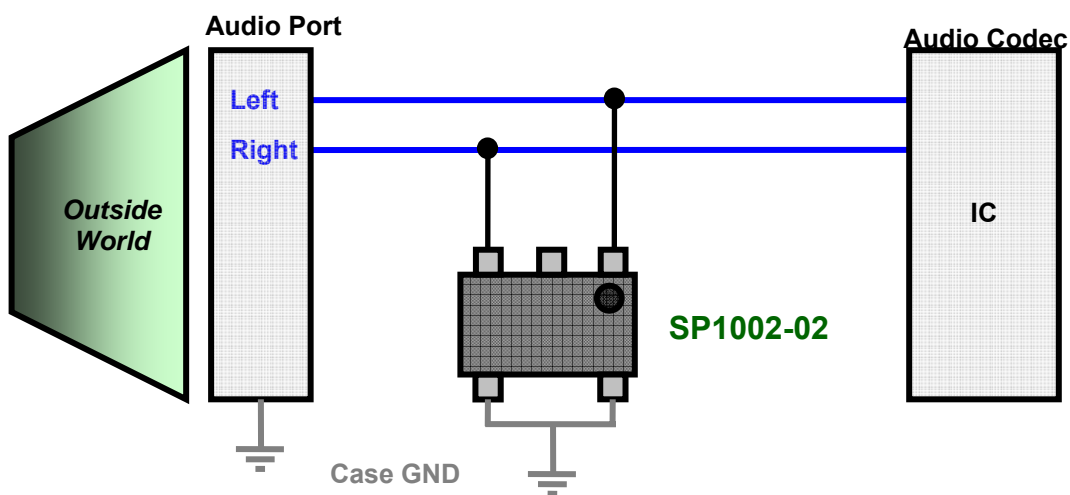 Audio Port
Audio Codec
Left
Right
Outside
World
IC
SP1002-02
Case GND